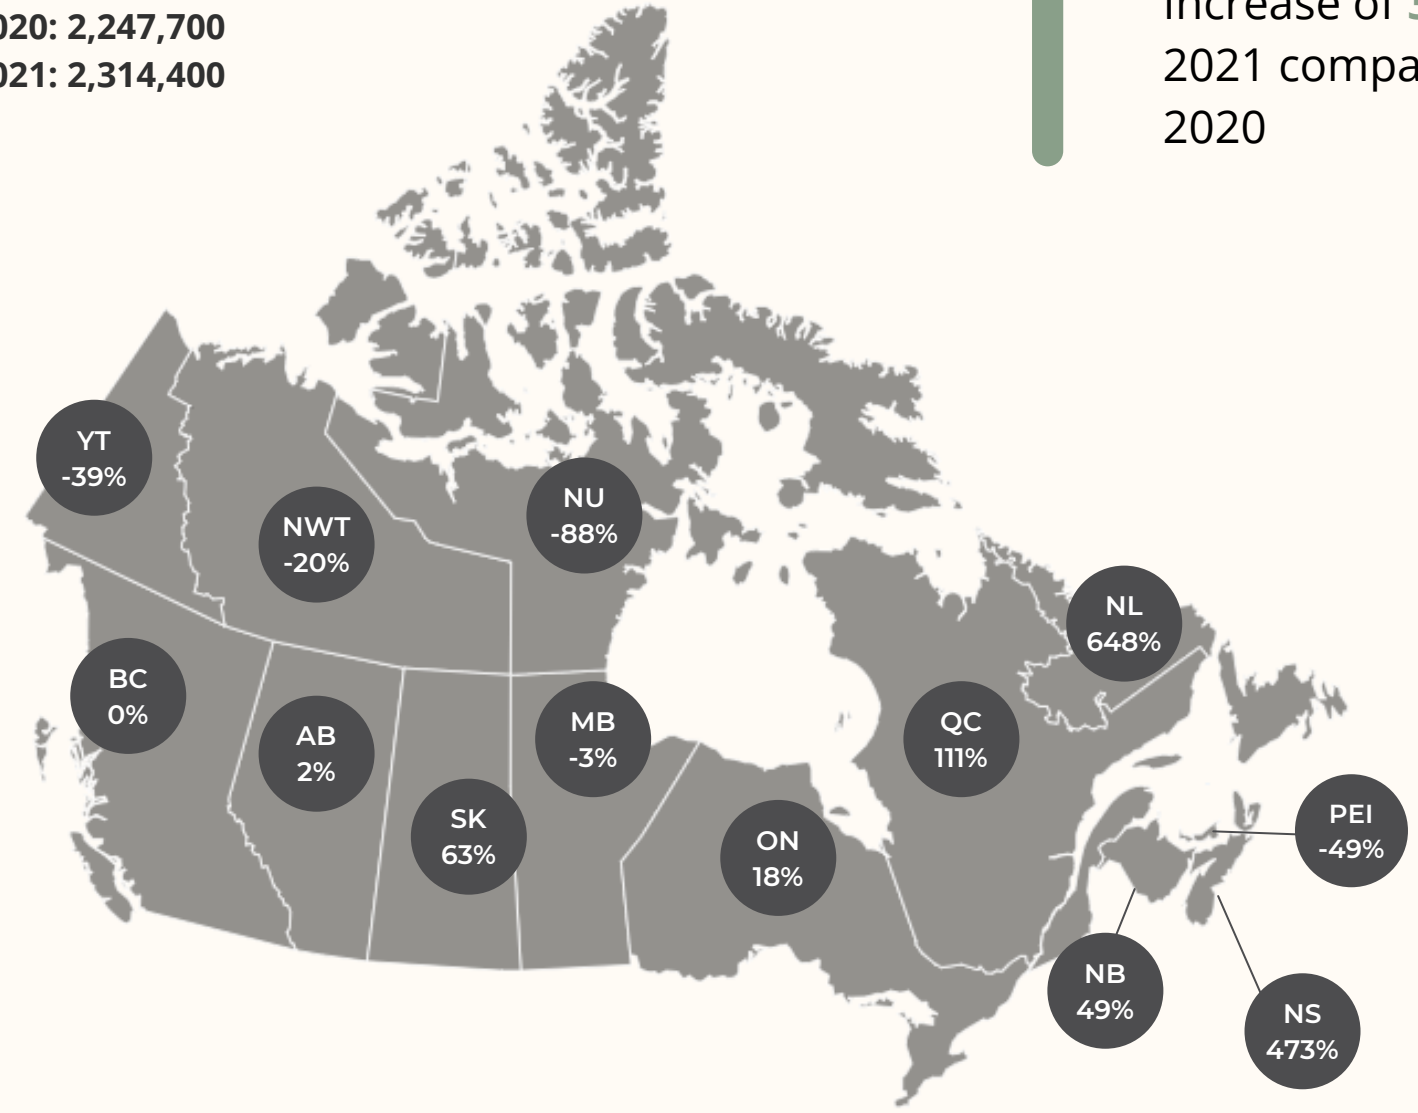 020: 2,247,700
021: 2,314,400
increase of
2021 compa
2020
YT
-39%
NWT
-20%
NU
-88%
NL
648%
BC
0%
AB
2%
MB
-3%
QC
111%
SK
63%
ON
18%
PEI
-49%
NB
49%
NS
473%